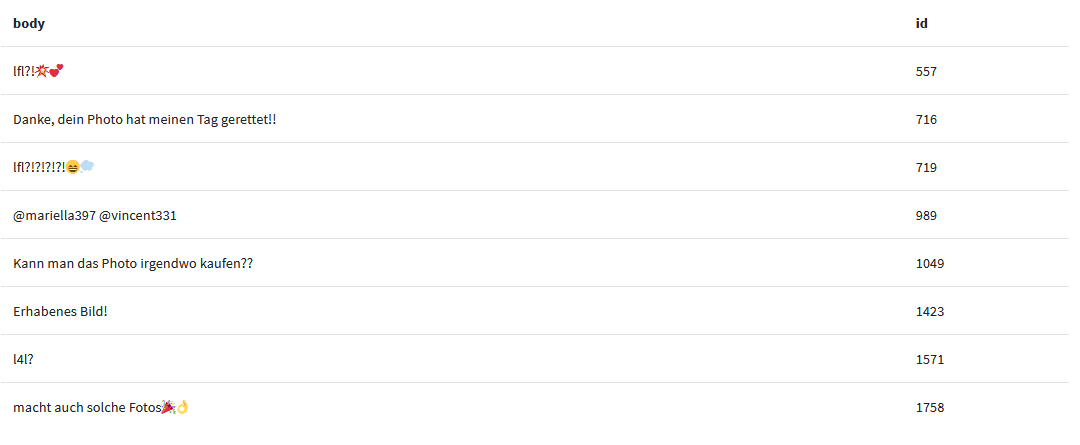 body id
lfl?!💥💕 557
Danke, dein Photo hat meinen Tag gerettet!! 716
lfl?!?!?!?!😄💭 719
@mariella397 @vincent331 989
Kann man das Photo irgendwo kaufen?? 1049
Erhabenes Bild! 1423
l4l? 1571
macht auch solche Fotos🎉👌 1758